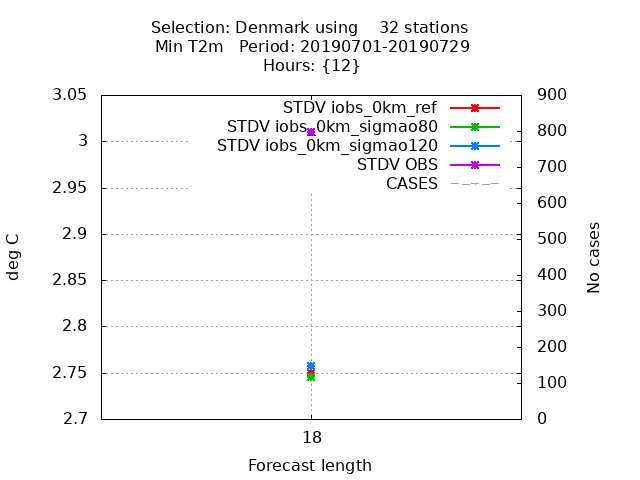 Selection: Denmark using    32 stations
Min T2m   Period: 20190701-20190729
Hours: {12}
3.05
3
2.95
2.9
2.85
2.8
2.75
2.7
deg C
STDV iobs_0km_ref
STDV iobs_0km_sigmao80
STDV iobs_0km_sigmao120
STDV OBS
CASES
900
800
700
600
500
400
300
200
100
0
No cases
18
Forecast length